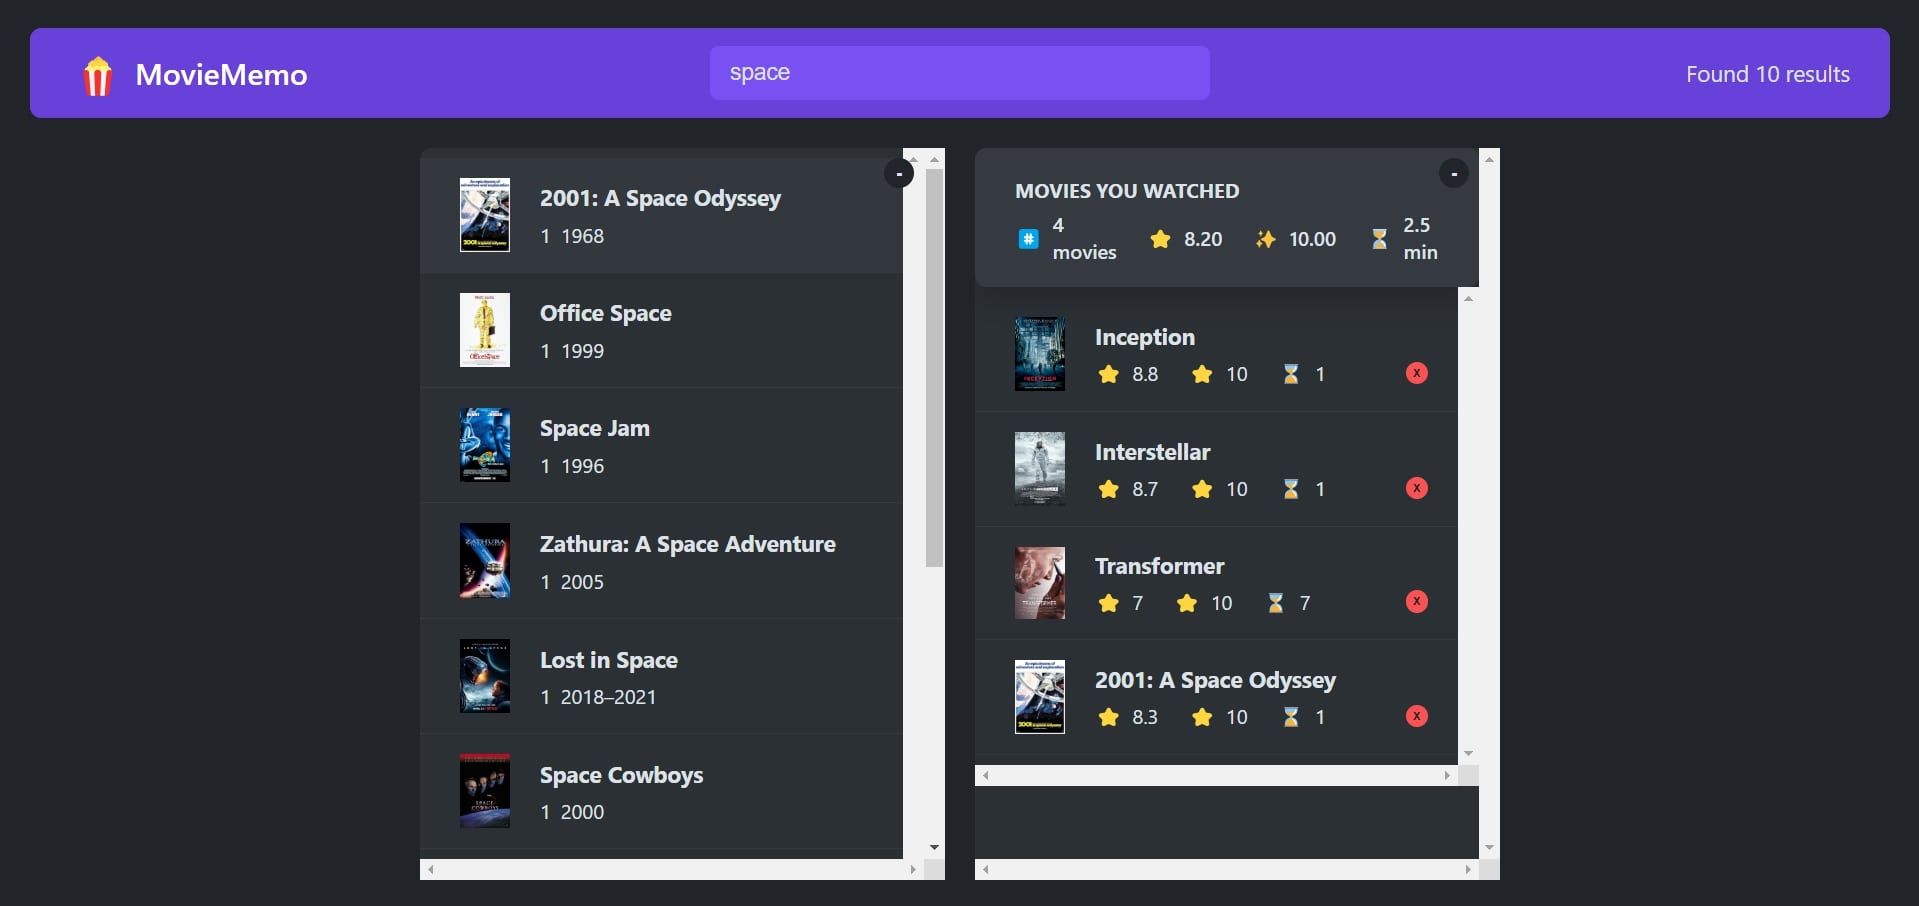 MovieMemo
space
Found 10 results
-
2001: A Space Odyssey
1 1968
Office Space
1 1999
Space Jam
1 1996
Zathura: A Space Adventure
1 2005
Lost in Space
1 2018–2021
Space Cowboys
1 2000
-
MOVIES YOU WATCHED
# 4 movies 8.20 10.00 2.5 min
Inception
8.8 10 1 X
Interstellar
8.7 10 1 X
Transformer
7 10 7 X
2001: A Space Odyssey
8.3 10 1 X